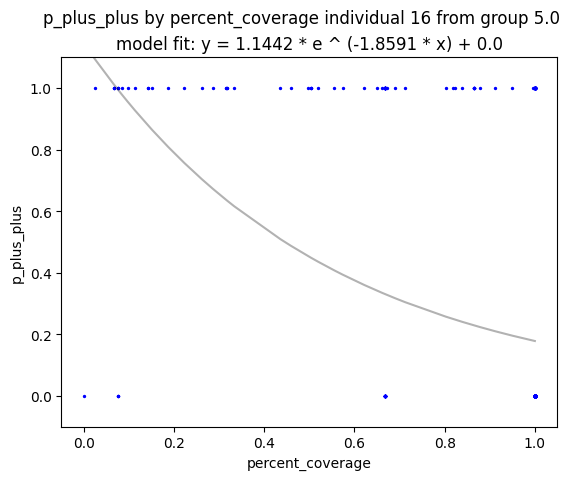 p_plus_plus by percent_coverage individual 16 from group 5.0
model fit: y = 1.1442 * e ^ (-1.8591 * x) + 0.0
1.0
0.8
0.6
0.4
0.2
0.0
p_plus_plus
0.0 0.2 0.4 0.6 0.8 1.0
percent_coverage